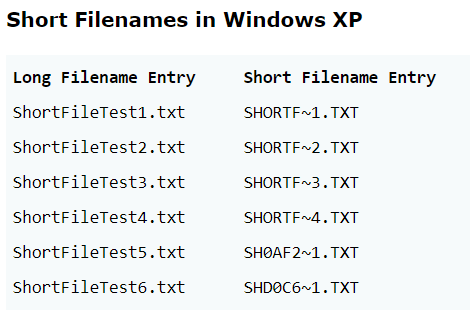 Short Filenames in Windows XP
Long Filename Entry Short Filename Entry
ShortFileTest1.txt SHORTF~1.TXT
ShortFileTest2.txt SHORTF~2.TXT
ShortFileTest3.txt SHORTF~3.TXT
ShortFileTest4.txt SHORTF~4.TXT
ShortFileTest5.txt SH0AF2~1.TXT
ShortFileTest6.txt SHD0C6~1.TXT